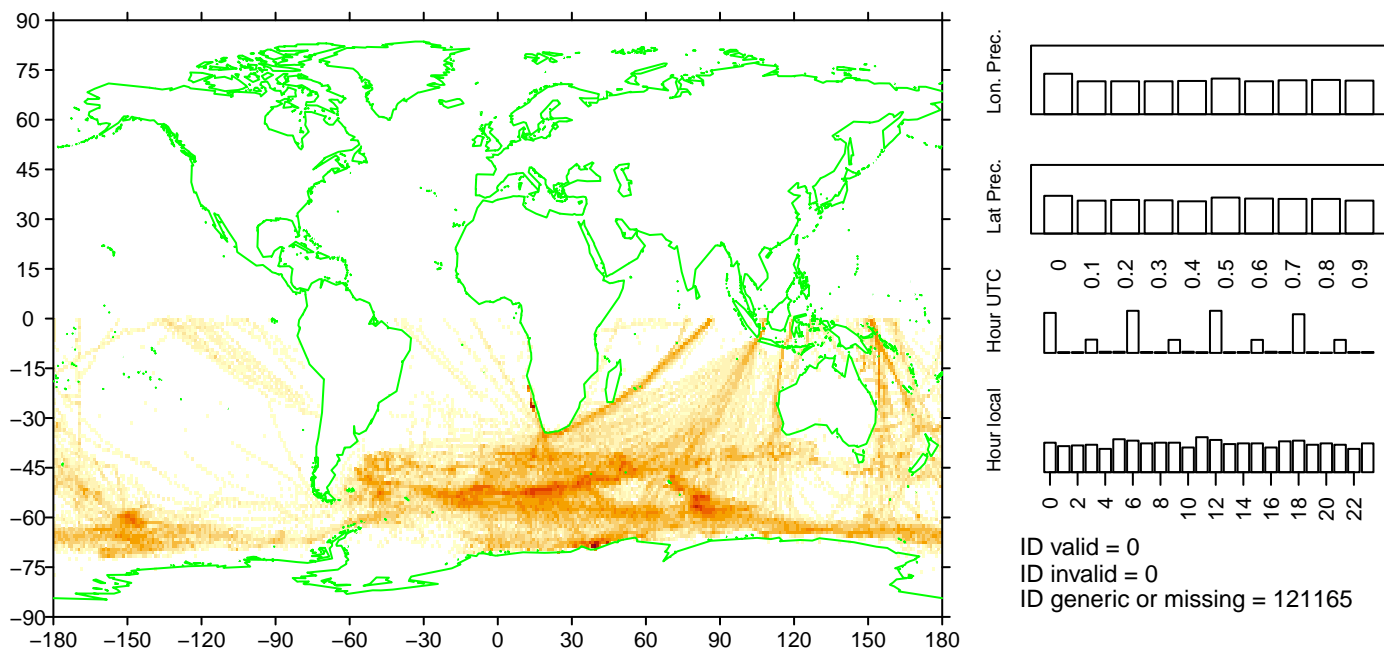 90
75
60
45
30
15
0
−15
−30
−45
−60
−75
−90
−180 −150 −120 −90 −60 −30 0 30 60 90 120 150 180
Lon. Prec.
Lat Prec.
0 0.1 0.2 0.3 0.4 0.5 0.6 0.7 0.8 0.9
Hour UTC
Hour local
0 2 4 6 8 10 12 14 16 18 20 22
ID valid = 0
ID invalid = 0
ID generic or missing = 121165